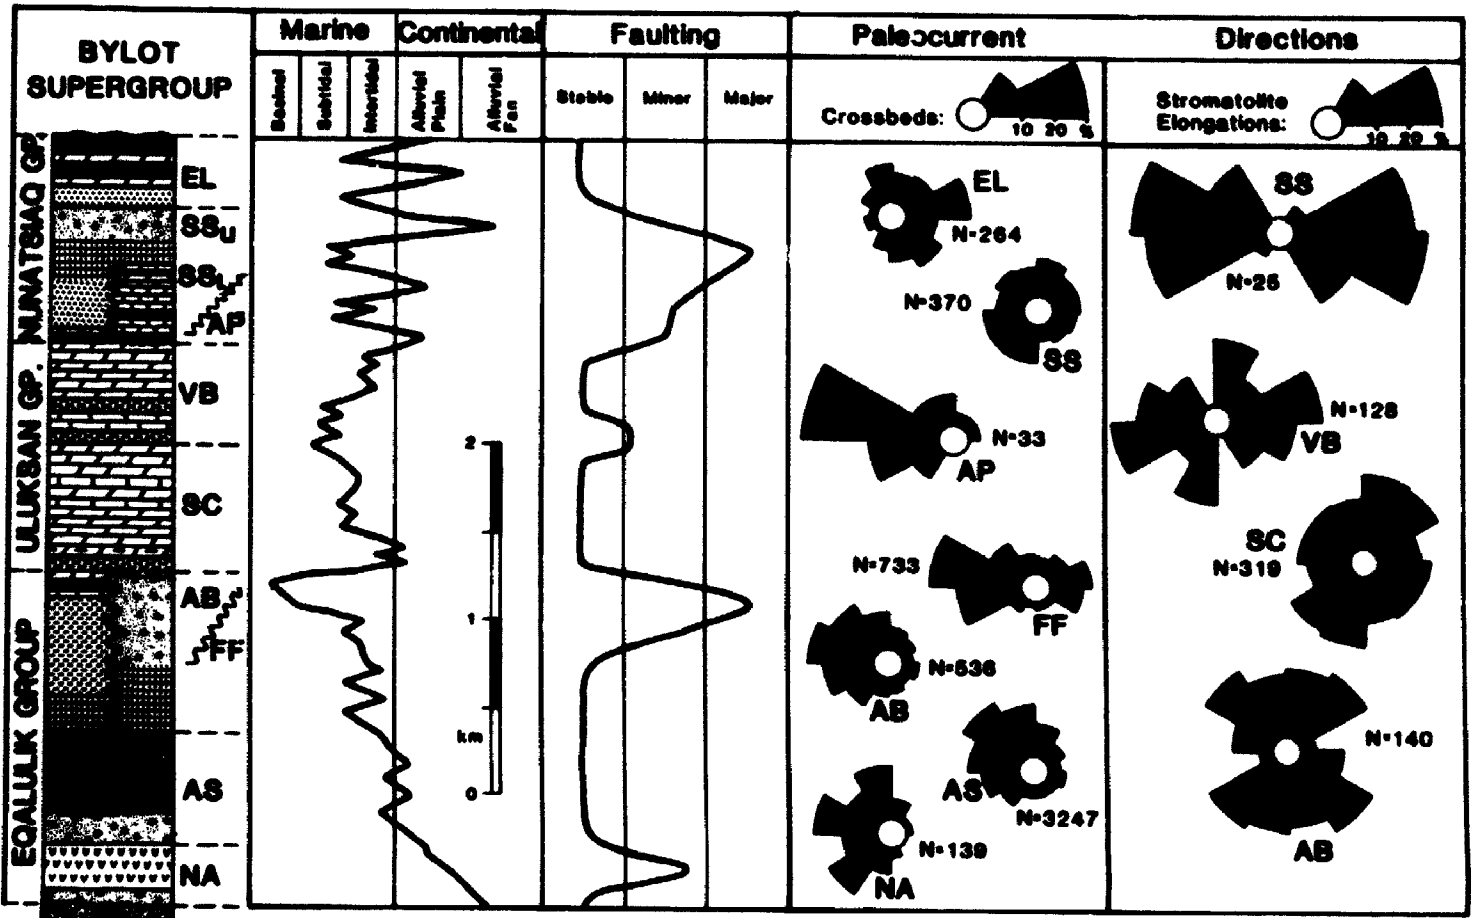 BYLOT
SUPERGROUP
Marine
Continental
Faulting
Paleocurrent
Directions
Basinal
Subtidal
Intertidal
Alluvial
Plain
Alluvial
Fan
Stable
Minor
Major
Crossbeds:
10 20 %
Stromatolite
Elongations:
10 20 %
NUNATSIAQ GP.
ULUKSAN GP.
EQALULIK GROUP
EL
SSU
SSL
AP
VB
SC
AB
FF
AS
NA
2
1
km
0
EL
N=264
N=370
SS
N=33
AP
N=733
FF
N=536
AB
AS
N=3247
N=139
NA
SS
N=25
N=128
VB
SC
N=319
N=140
AB